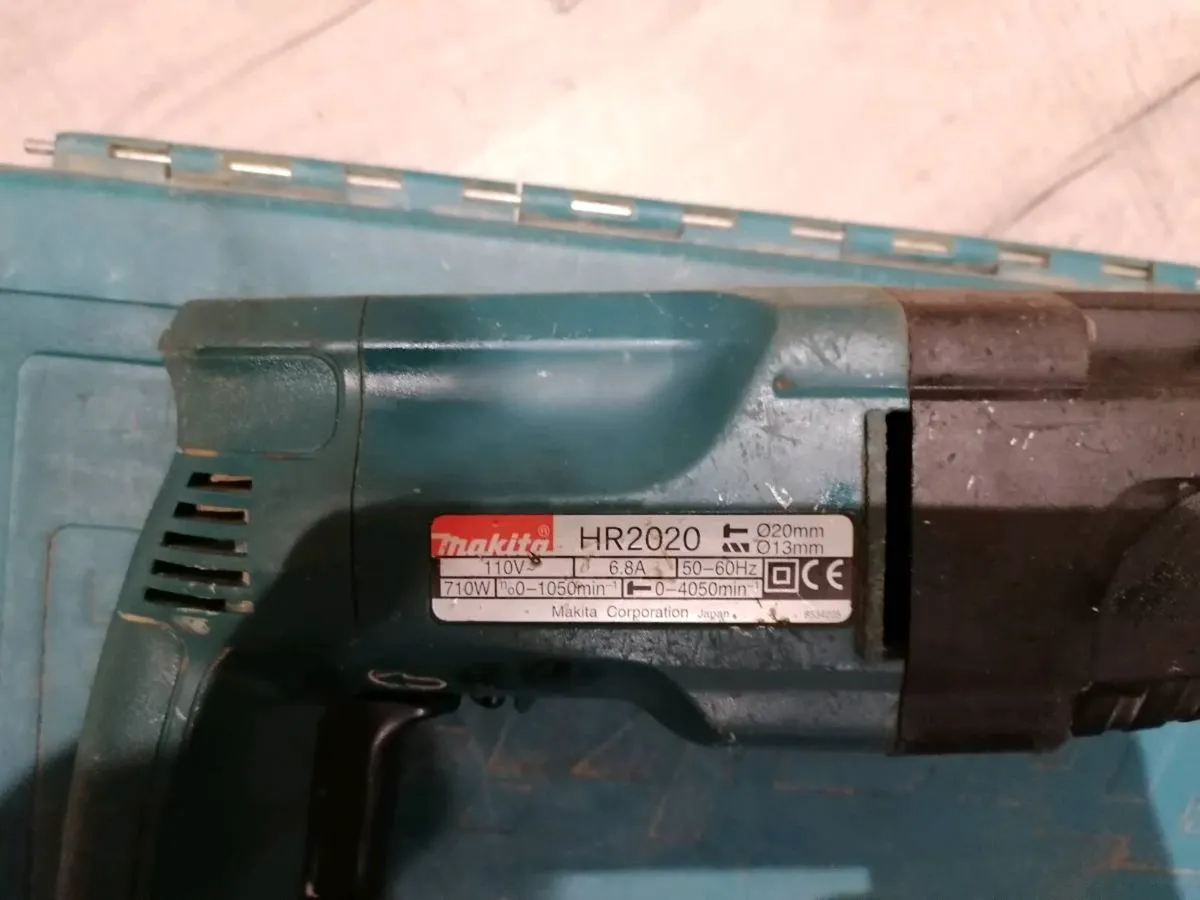 makita® HR2020 Ø20mm
Ø13mm
110V~ 6.8A 50-60Hz
710W n₀0-1050min⁻¹ 0-4050min⁻¹ CE
Makita Corporation Japan